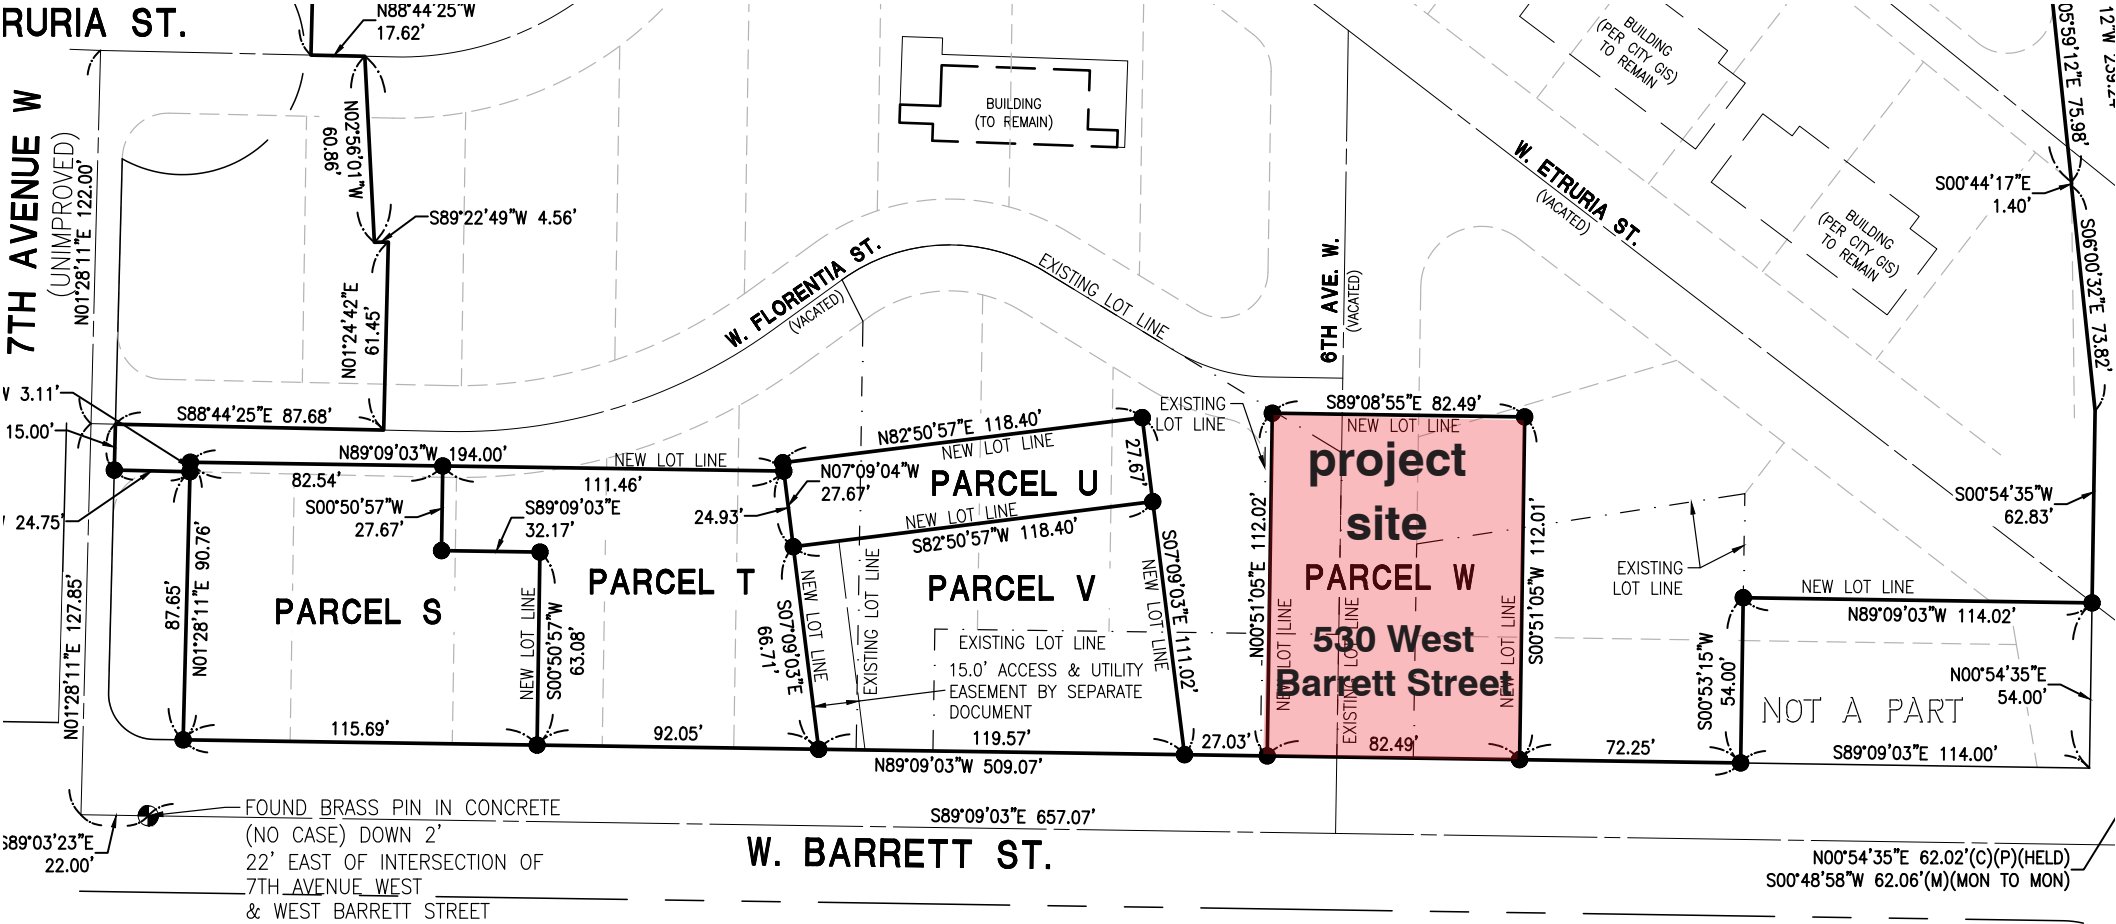 RURIA ST.
N88°44'25"W
17.62'
7TH AVENUE W
(UNIMPROVED)
N01°28'11"E 122.00'
N02°56'01"W
60.86'
S89°22'49"W 4.56'
N01°24'42"E
61.45'
BUILDING
(TO REMAIN)
W. FLORENTIA ST.
(VACATED)
EXISTING LOT LINE
6TH AVE. W.
(VACATED)
W. ETRURIA ST.
(VACATED)
BUILDING
(PER CITY GIS)
TO REMAIN
BUILDING
(PER CITY GIS)
TO REMAIN
05°59'12"E 75.98'
12"W 239.24
S00°44'17"E
1.40'
S06°00'32"E 73.82'
W 3.11'
15.00'
S88°44'25"E 87.68'
24.75'
N89°09'03"W 194.00'
NEW LOT LINE
82.54'
111.46'
S00°50'57"W
27.67'
S89°09'03"E
32.17'
N82°50'57"E 118.40'
NEW LOT LINE
N07°09'04"W
27.67'
24.93'
PARCEL U
27.67'
NEW LOT LINE
S82°50'57"W 118.40'
EXISTING
LOT LINE
S89°08'55"E 82.49'
NEW LOT LINE
project
site
PARCEL W
530 West
Barrett Street
N00°51'05"E 112.02'
NEW LOT LINE
EXISTING LOT LINE
NEW LOT LINE
S00°51'05"W 112.01'
82.49'
S00°54'35"W
62.83'
EXISTING
LOT LINE
NEW LOT LINE
N89°09'03"W 114.02'
S00°53'15"W
54.00'
N00°54'35"E
54.00'
NOT A PART
S89°09'03"E 114.00'
72.25'
N01°28'11"E 127.85'
87.65'
N01°28'11"E 90.76'
PARCEL S
NEW LOT LINE
S00°50'57"W
63.08'
PARCEL T
S07°09'03"E
66.71'
NEW LOT LINE
EXISTING LOT LINE
PARCEL V
EXISTING LOT LINE
15.0' ACCESS & UTILITY
EASEMENT BY SEPARATE
DOCUMENT
NEW LOT LINE
S07°09'03"E 111.02'
115.69'
92.05'
119.57'
27.03'
N89°09'03"W 509.07'
S89°09'03"E 657.07'
FOUND BRASS PIN IN CONCRETE
(NO CASE) DOWN 2'
22' EAST OF INTERSECTION OF
7TH AVENUE WEST
& WEST BARRETT STREET
S89°03'23"E
22.00'
W. BARRETT ST.
N00°54'35"E 62.02'(C)(P)(HELD)
S00°48'58"W 62.06'(M)(MON TO MON)